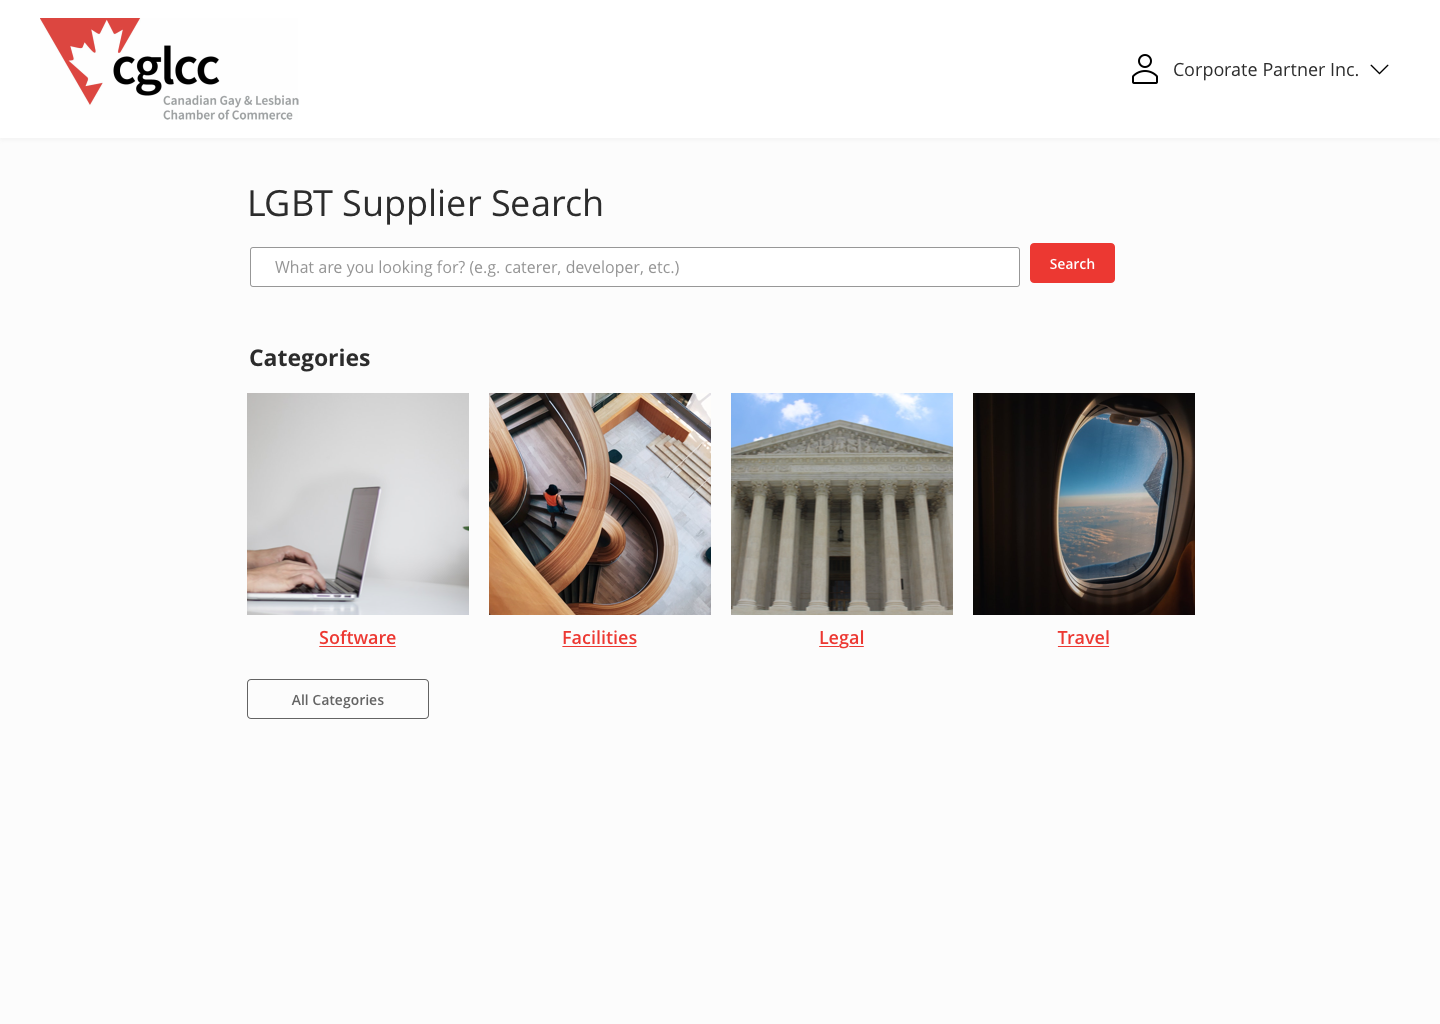 cglcc
Canadian Gay & Lesbian
Chamber of Commerce
Corporate Partner Inc.
LGBT Supplier Search
What are you looking for? (e.g. caterer, developer, etc.)
Search
Categories
Software
Facilities
Legal
Travel
All Categories